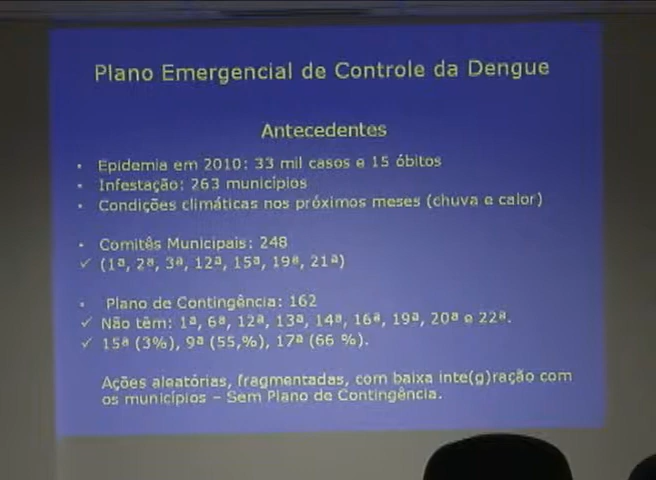 Plano Emergencial de Controle da Dengue
Antecedentes
• Epidemia em 2010: 33 mil casos e 15 óbitos
• Infestação: 263 municípios
• Condições climáticas nos próximos meses (chuva e calor)
• Comitês Municipais: 248
✓ (1ª, 2ª, 3ª, 12ª, 15ª, 19ª, 21ª)
• Plano de Contingência: 162
✓ Não têm: 1ª, 6ª, 12ª, 13ª, 14ª, 16ª, 19ª, 20ª e 22ª.
✓ 15ª (3%), 9ª (55,%), 17ª (66 %).
Ações aleatórias, fragmentadas, com baixa inte(g)ração com
os municípios – Sem Plano de Contingência.